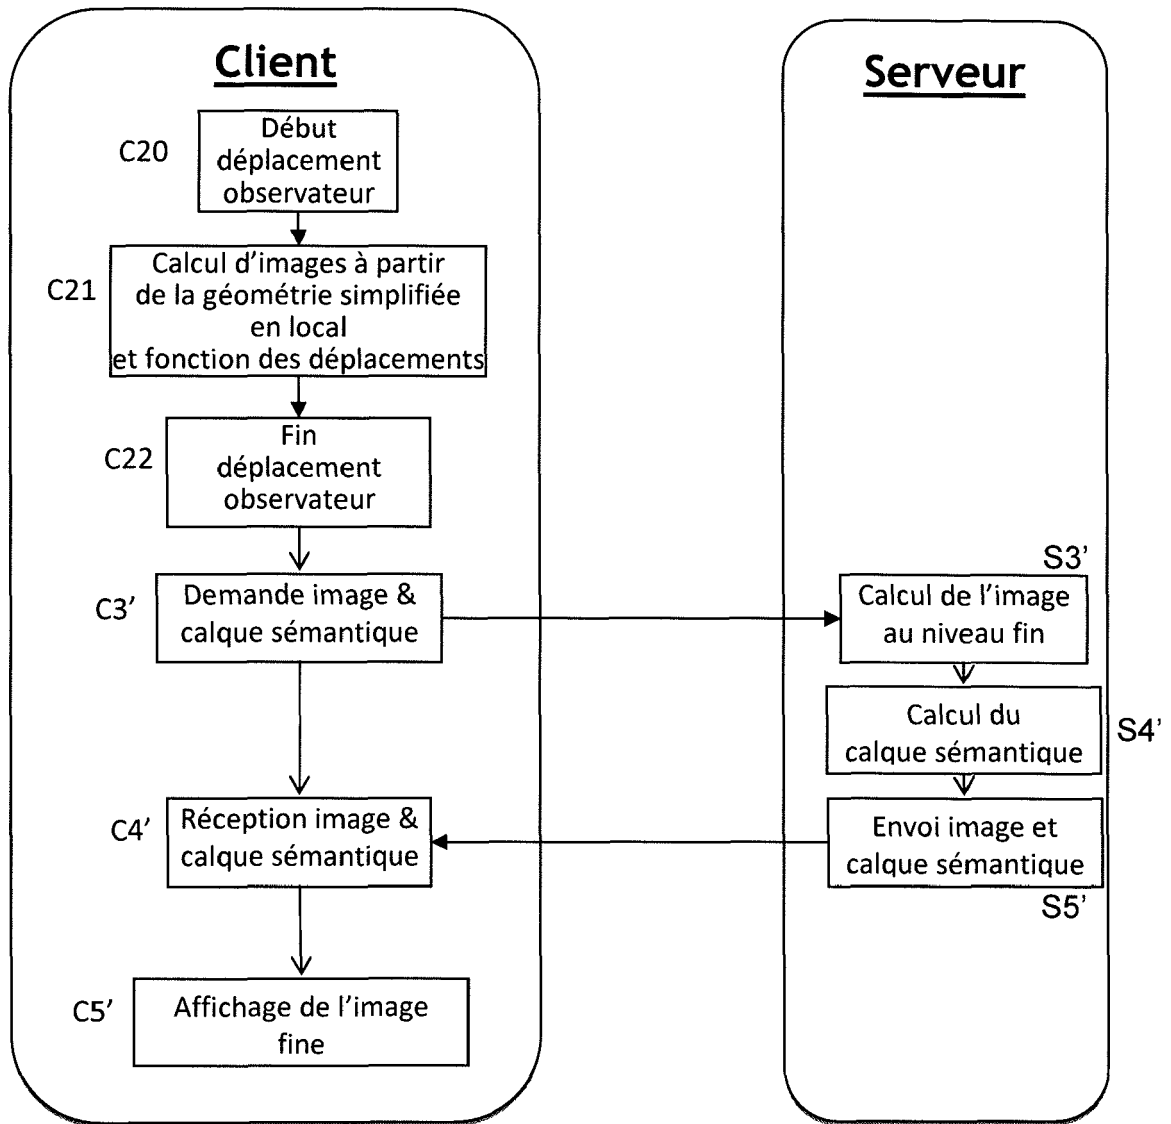 Client
C20
Début
déplacement
observateur
C21
Calcul d'images à partir
de la géométrie simplifiée
en local
et fonction des déplacements
C22
Fin
déplacement
observateur
C3'
Demande image &
calque sémantique
C4'
Réception image &
calque sémantique
C5'
Affichage de l'image
fine
Serveur
S3'
Calcul de l'image
au niveau fin
Calcul du
calque sémantique
S4'
Envoi image et
calque sémantique
S5'